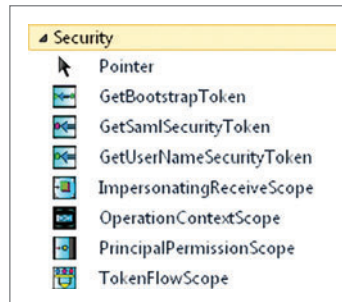 Security
Pointer
GetBootstrapToken
GetSamlSecurityToken
GetUserNameSecurityToken
ImpersonatingReceiveScope
OperationContextScope
PrincipalPermissionScope
TokenFlowScope